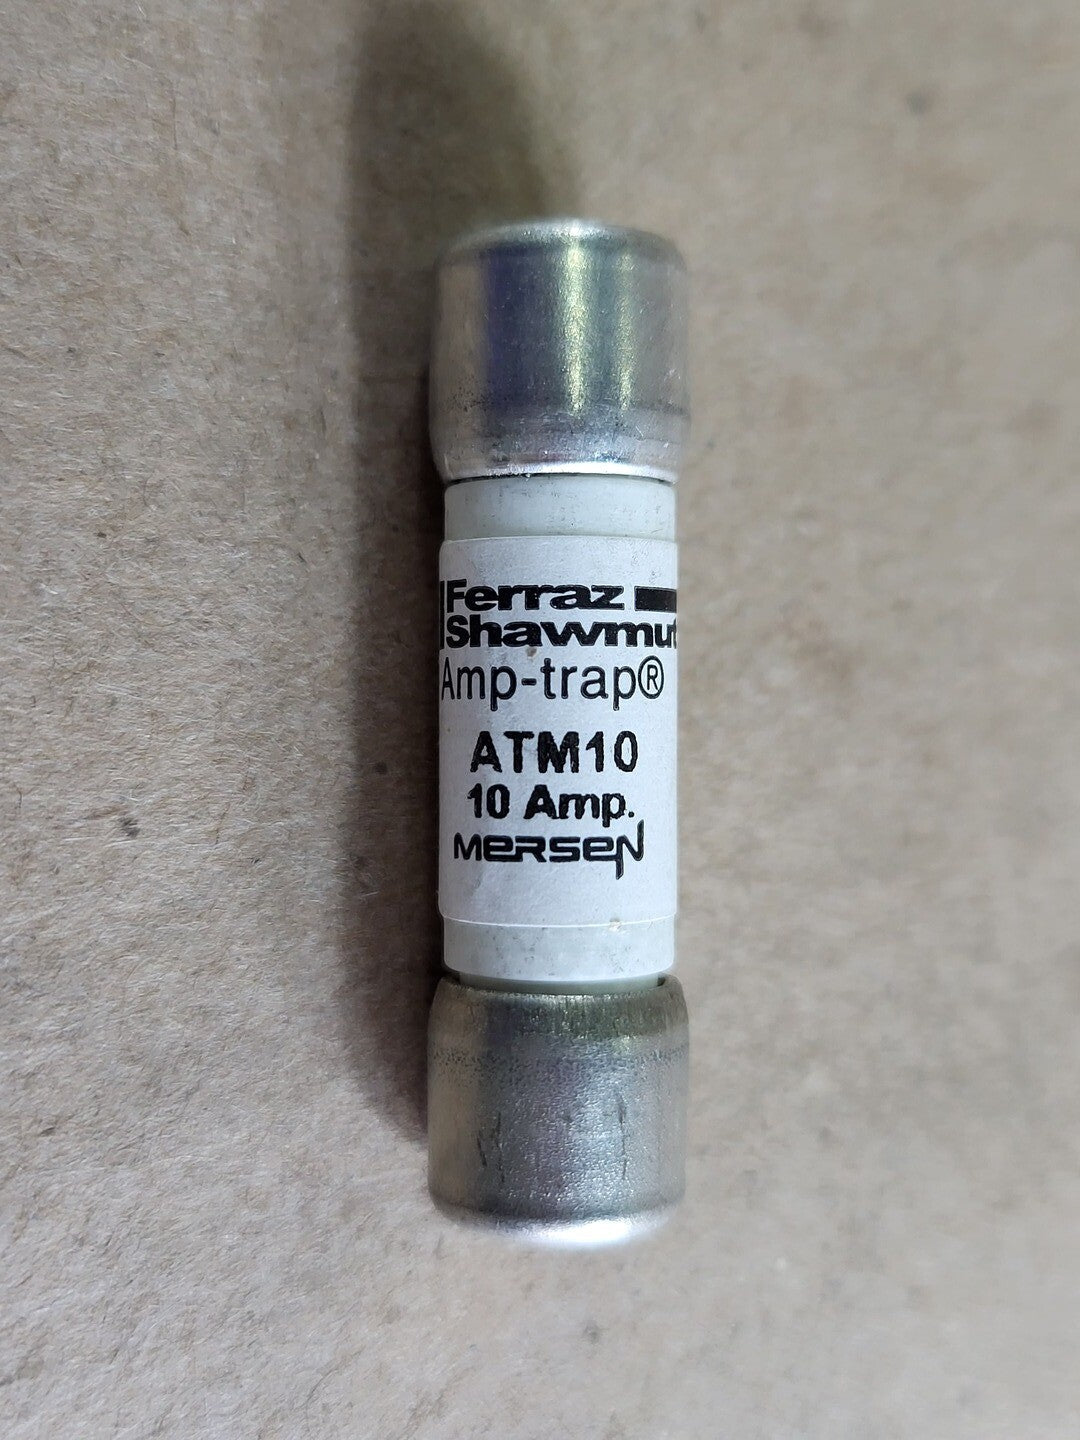 Ferraz
Shawmut
Amp-trap®
ATM10
10 Amp.
MERSEN